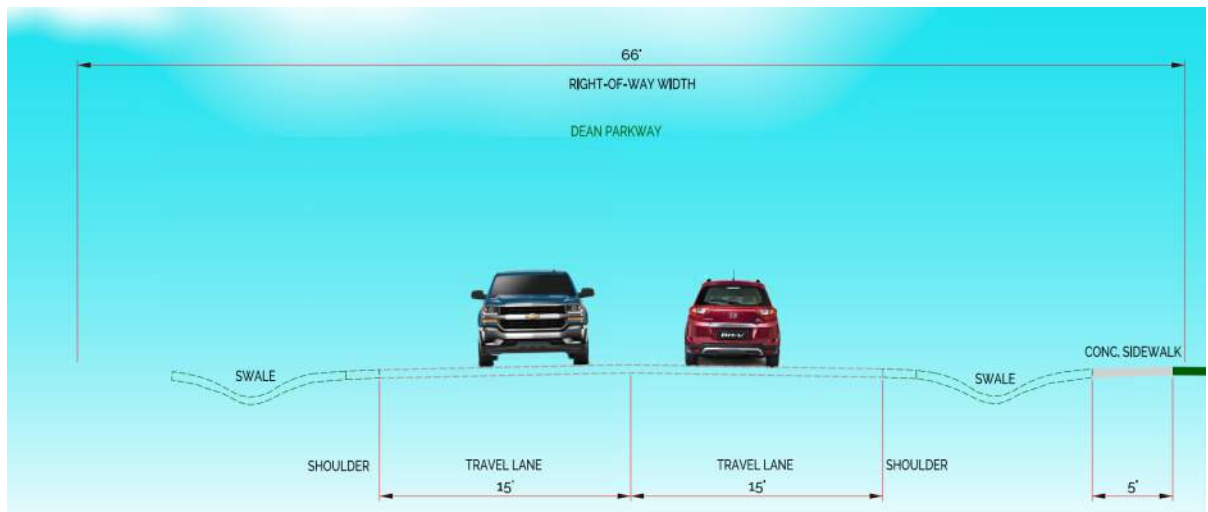 66'
RIGHT-OF-WAY WIDTH
DEAN PARKWAY
CONC. SIDEWALK
SWALE
SWALE
SHOULDER
TRAVEL LANE
TRAVEL LANE
SHOULDER
15'
15'
5'